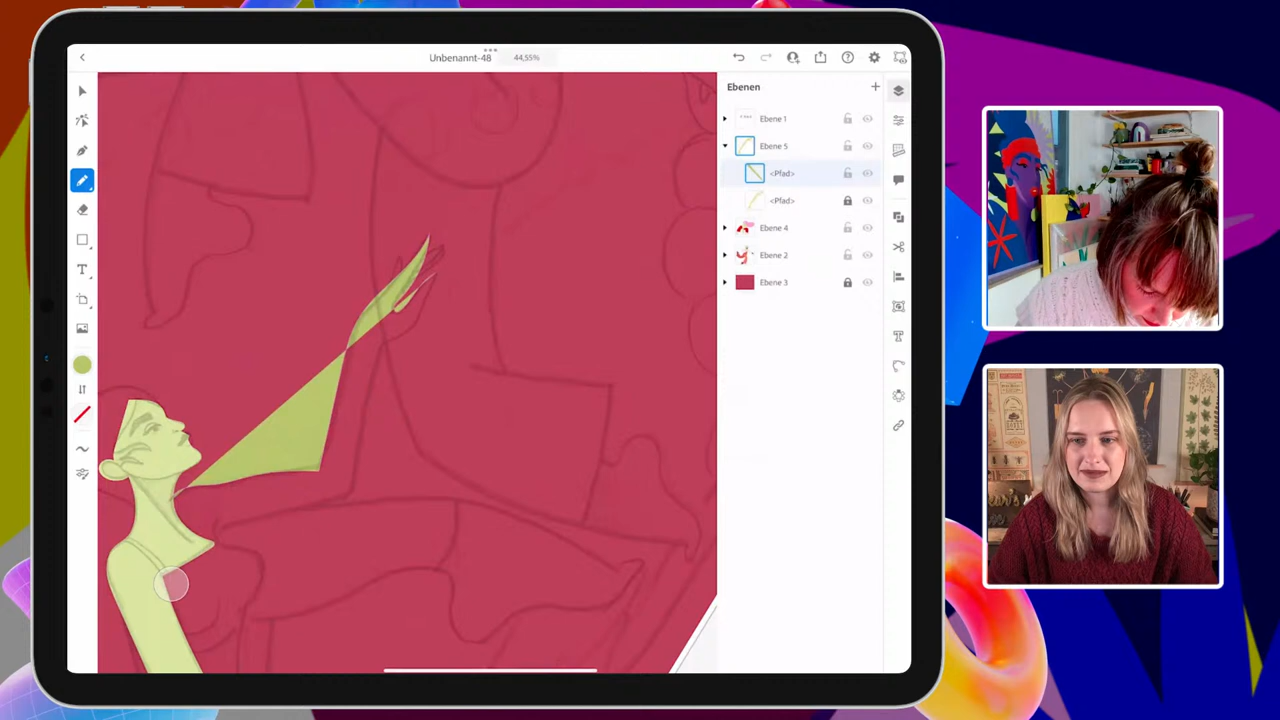 Unbenannt-48
44,55%
Ebenen
Ebene 1
Ebene 5
<Pfad>
<Pfad>
Ebene 4
Ebene 2
Ebene 3